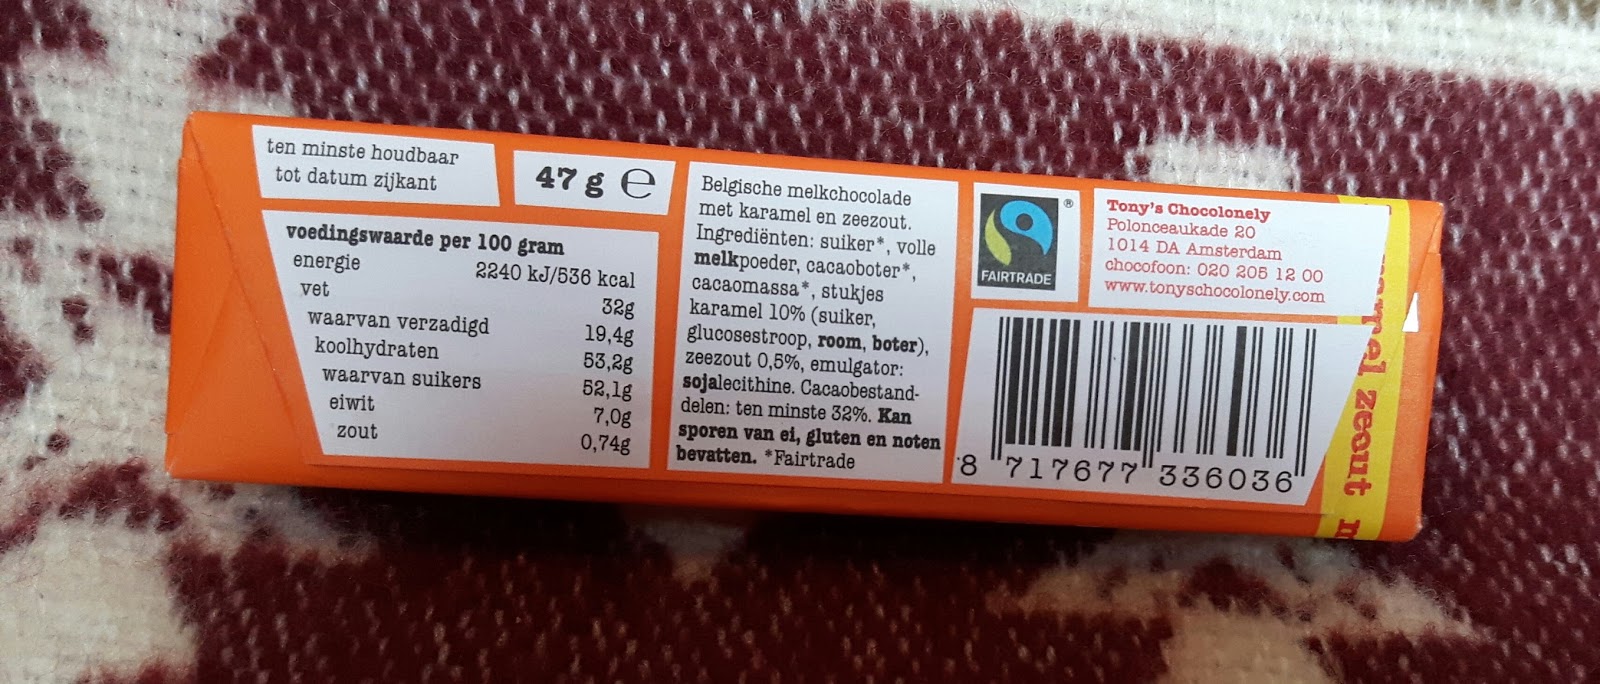 ten minste houdbaar
tot datum zijkant
47 g ℮
voedingswaarde per 100 gram
energie 2240 kJ/536 kcal
vet 32g
waarvan verzadigd 19,4g
koolhydraten 53,2g
waarvan suikers 52,1g
eiwit 7,0g
zout 0,74g
Belgische melkchocolade
met karamel en zeezout.
Ingrediënten: suiker*, volle
melkpoeder, cacaoboter*,
cacaomassa*, stukjes
karamel 10% (suiker,
glucosestroop, room, boter),
zeezout 0,5%, emulgator:
sojalecithine. Cacaobestand-
delen: ten minste 32%. Kan
sporen van ei, gluten en noten
bevatten. *Fairtrade
®
FAIRTRADE
Tony's Chocolonely
Polonceaukade 20
1014 DA Amsterdam
chocofoon: 020 205 12 00
www.tonyschocolonely.com
8 717677 336036
zeezout